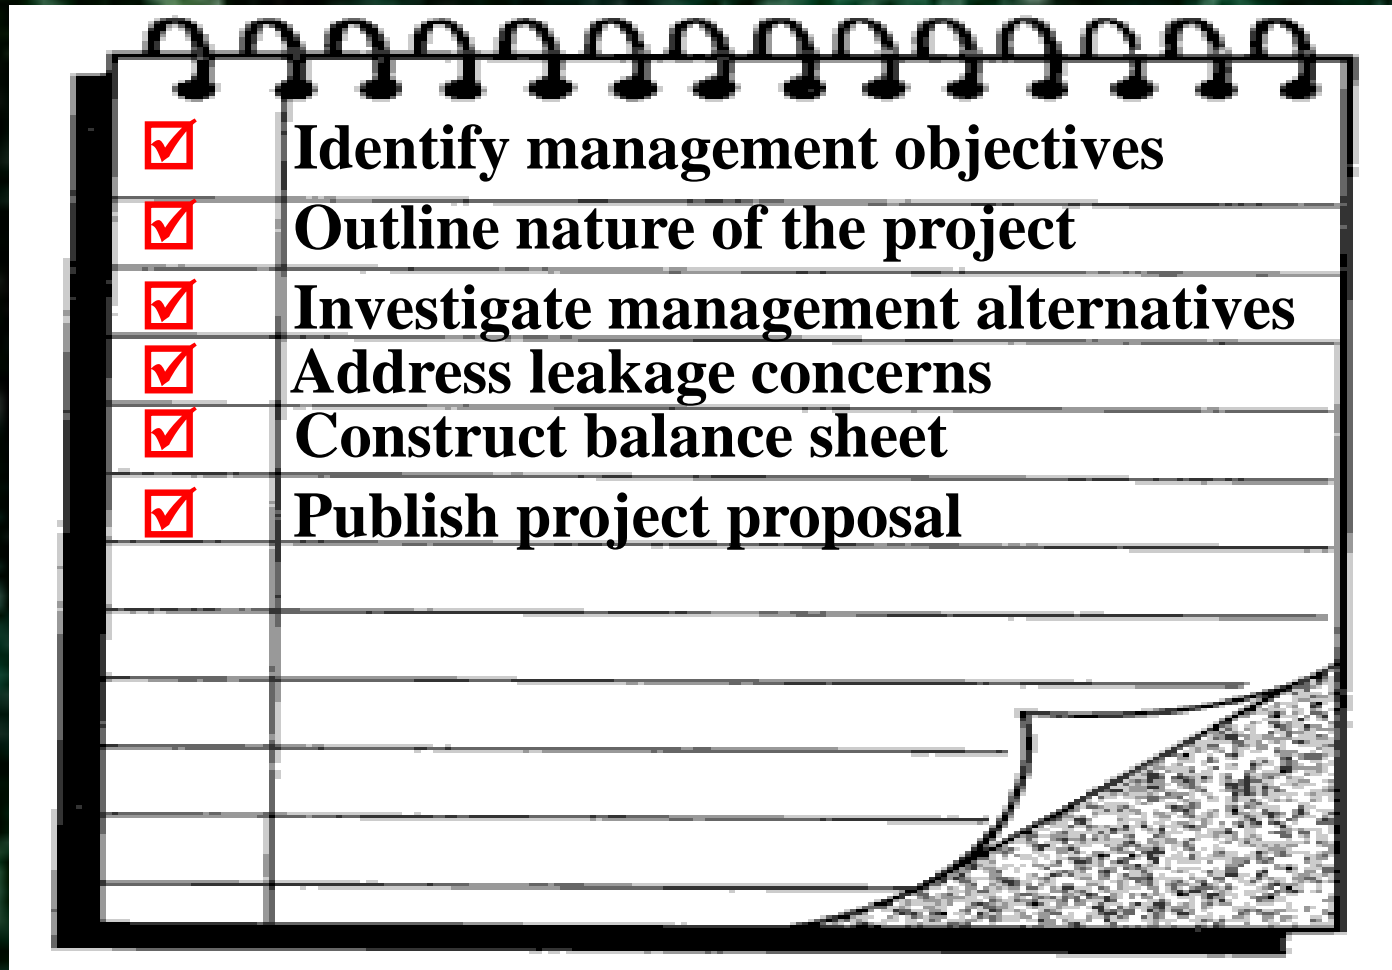 Identify management objectives
Outline nature of the project
Investigate management alternatives
Address leakage concerns
Construct balance sheet
Publish project proposal